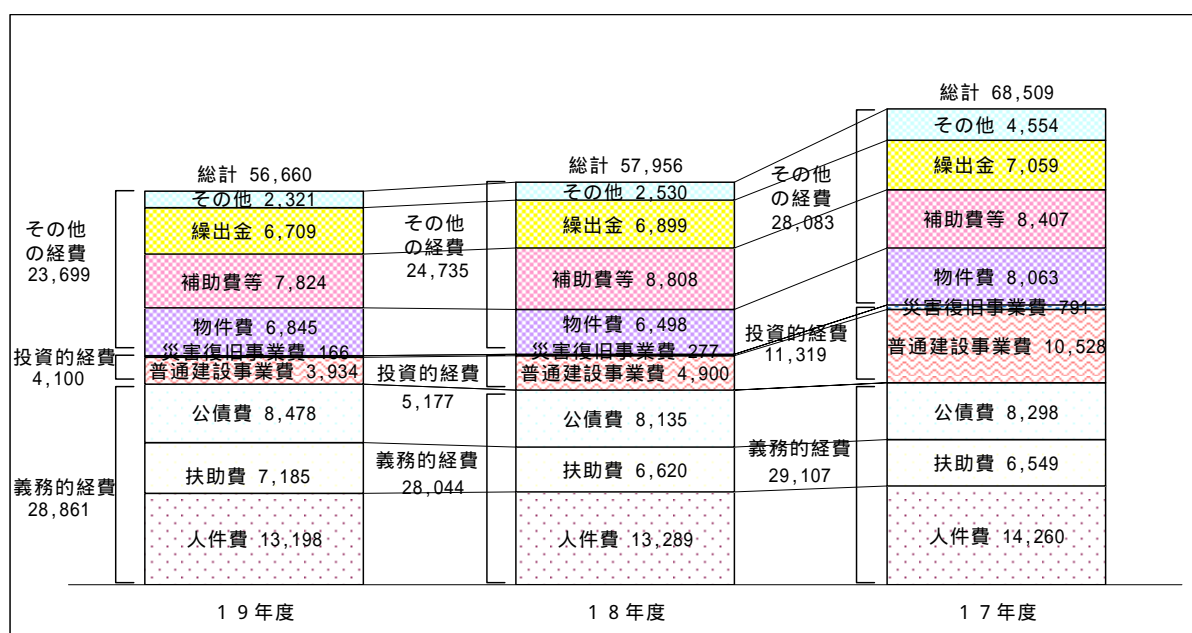 総計 56,660
その他 2,321
繰出金 6,709
補助費等 7,824
物件費 6,845
災害復旧事業費 166
普通建設事業費 3,934
公債費 8,478
扶助費 7,185
人件費 13,198
その他
の経費
23,699
投資的経費
4,100
義務的経費
28,861
19年度
総計 57,956
その他 2,530
繰出金 6,899
補助費等 8,808
物件費 6,498
災害復旧事業費 277
普通建設事業費 4,900
公債費 8,135
扶助費 6,620
人件費 13,289
その他
の経費
24,735
投資的経費
5,177
義務的経費
28,044
18年度
総計 68,509
その他 4,554
繰出金 7,059
補助費等 8,407
物件費 8,063
災害復旧事業費 791
普通建設事業費 10,528
公債費 8,298
扶助費 6,549
人件費 14,260
その他
の経費
28,083
投資的経費
11,319
義務的経費
29,107
17年度